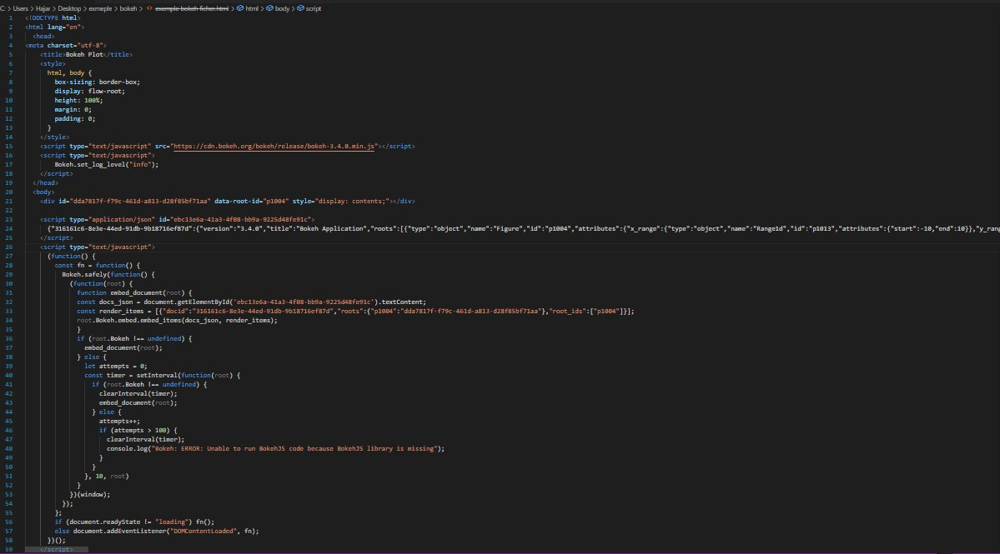 C: > Users > Hajar > Desktop > exmeple > bokeh > <> exemple bokeh ficher.html > html > body > script
1 <!DOCTYPE html>
2 <html lang="en">
3 <head>
4 <meta charset="utf-8">
5 <title>Bokeh Plot</title>
6 <style>
7 html, body {
8 box-sizing: border-box;
9 display: flow-root;
10 height: 100%;
11 margin: 0;
12 padding: 0;
13 }
14 </style>
15 <script type="text/javascript" src="https://cdn.bokeh.org/bokeh/release/bokeh-3.4.0.min.js"></script>
16 <script type="text/javascript">
17 Bokeh.set_log_level("info");
18 </script>
19 </head>
20 <body>
21 <div id="dda7817f-f79c-461d-a813-d28f85bf71aa" data-root-id="p1004" style="display: contents;"></div>
22
23 <script type="application/json" id="ebc13e6a-41a3-4f08-bb9a-9225d48fe91c">
24 {"316161c6-8e3e-44ed-91db-9b18716ef87d":{"version":"3.4.0","title":"Bokeh Application","roots":[{"type":"object","name":"Figure","id":"p1004","attributes":{"x_range":{"type":"object","name":"Range1d","id":"p1013","attributes":{"start":-10,"end":10}},"y_rang
25 </script>
26 <script type="text/javascript">
27 (function() {
28 const fn = function() {
29 Bokeh.safely(function() {
30 (function(root) {
31 function embed_document(root) {
32 const docs_json = document.getElementById('ebc13e6a-41a3-4f08-bb9a-9225d48fe91c').textContent;
33 const render_items = [{"docid":"316161c6-8e3e-44ed-91db-9b18716ef87d","roots":{"p1004":"dda7817f-f79c-461d-a813-d28f85bf71aa"},"root_ids":["p1004"]}];
34 root.Bokeh.embed.embed_items(docs_json, render_items);
35 }
36 if (root.Bokeh !== undefined) {
37 embed_document(root);
38 } else {
39 let attempts = 0;
40 const timer = setInterval(function(root) {
41 if (root.Bokeh !== undefined) {
42 clearInterval(timer);
43 embed_document(root);
44 } else {
45 attempts++;
46 if (attempts > 100) {
47 clearInterval(timer);
48 console.log("Bokeh: ERROR: Unable to run BokehJS code because BokehJS library is missing");
49 }
50 }
51 }, 10, root)
52 }
53 })(window);
54 });
55 };
56 if (document.readyState != "loading") fn();
57 else document.addEventListener("DOMContentLoaded", fn);
58 })();
59 </script>